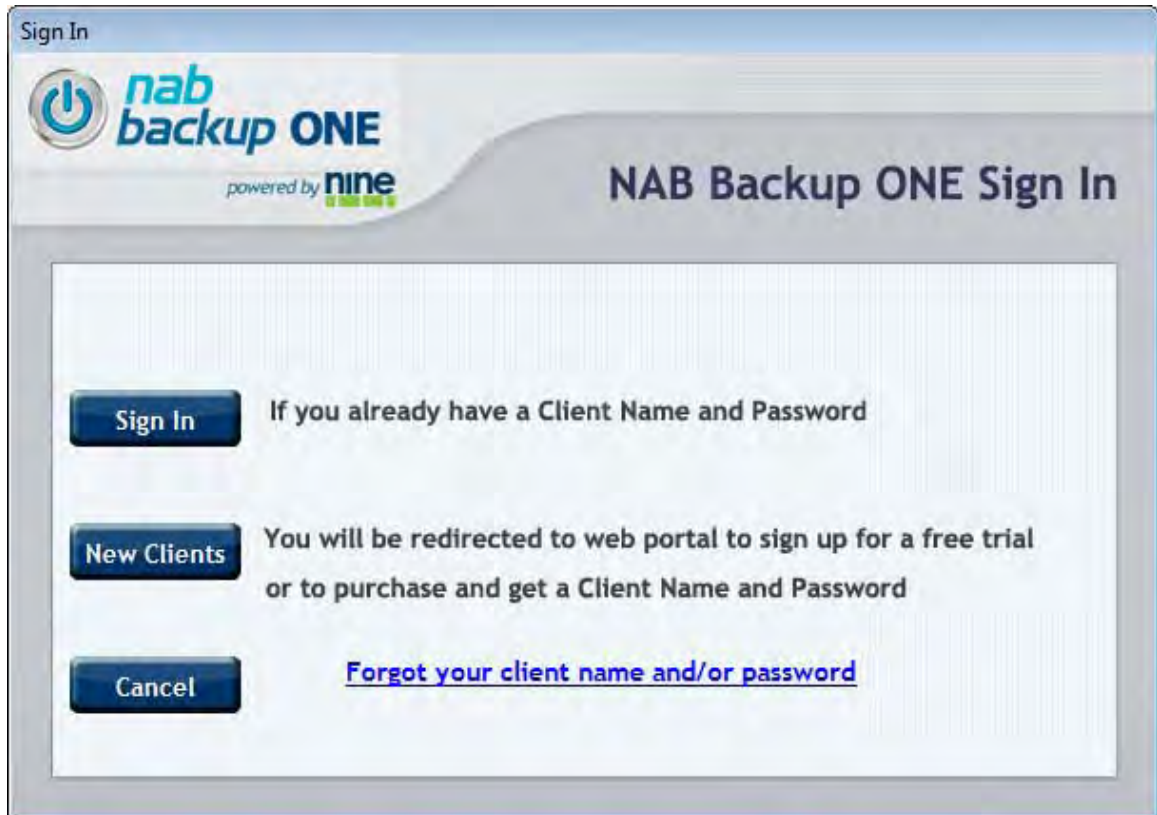 Sign In
nab
backup ONE
powered by nine
NAB Backup ONE Sign In
Sign In
If you already have a Client Name and Password
New Clients
You will be redirected to web portal to sign up for a free trial
or to purchase and get a Client Name and Password
Cancel
Forgot your client name and/or password